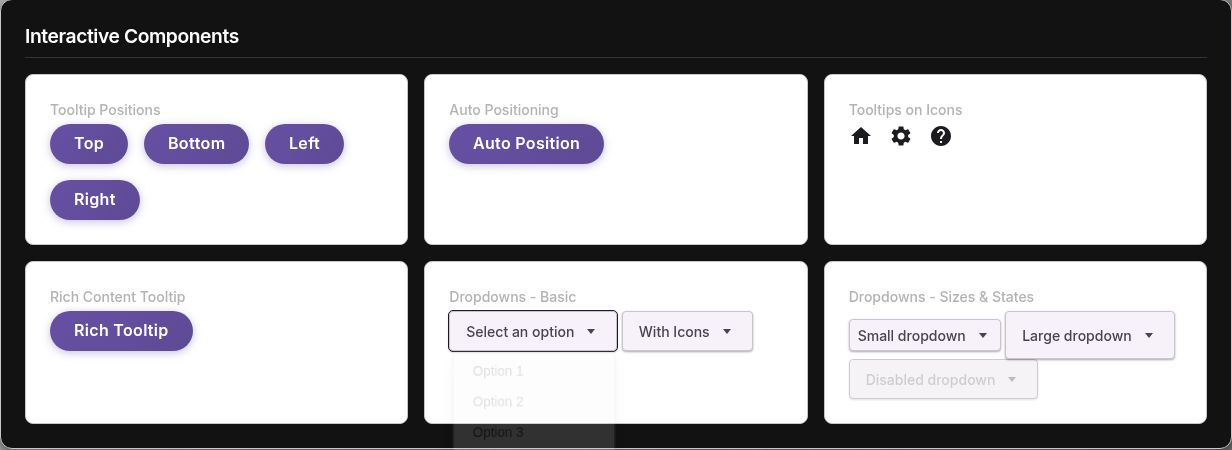 Interactive Components
Tooltip Positions
Top Bottom Left
Right
Auto Positioning
Auto Position
Tooltips on Icons
Rich Content Tooltip
Rich Tooltip
Dropdowns - Basic
Select an option With Icons
Option 1
Option 2
Option 3
Dropdowns - Sizes & States
Small dropdown Large dropdown
Disabled dropdown